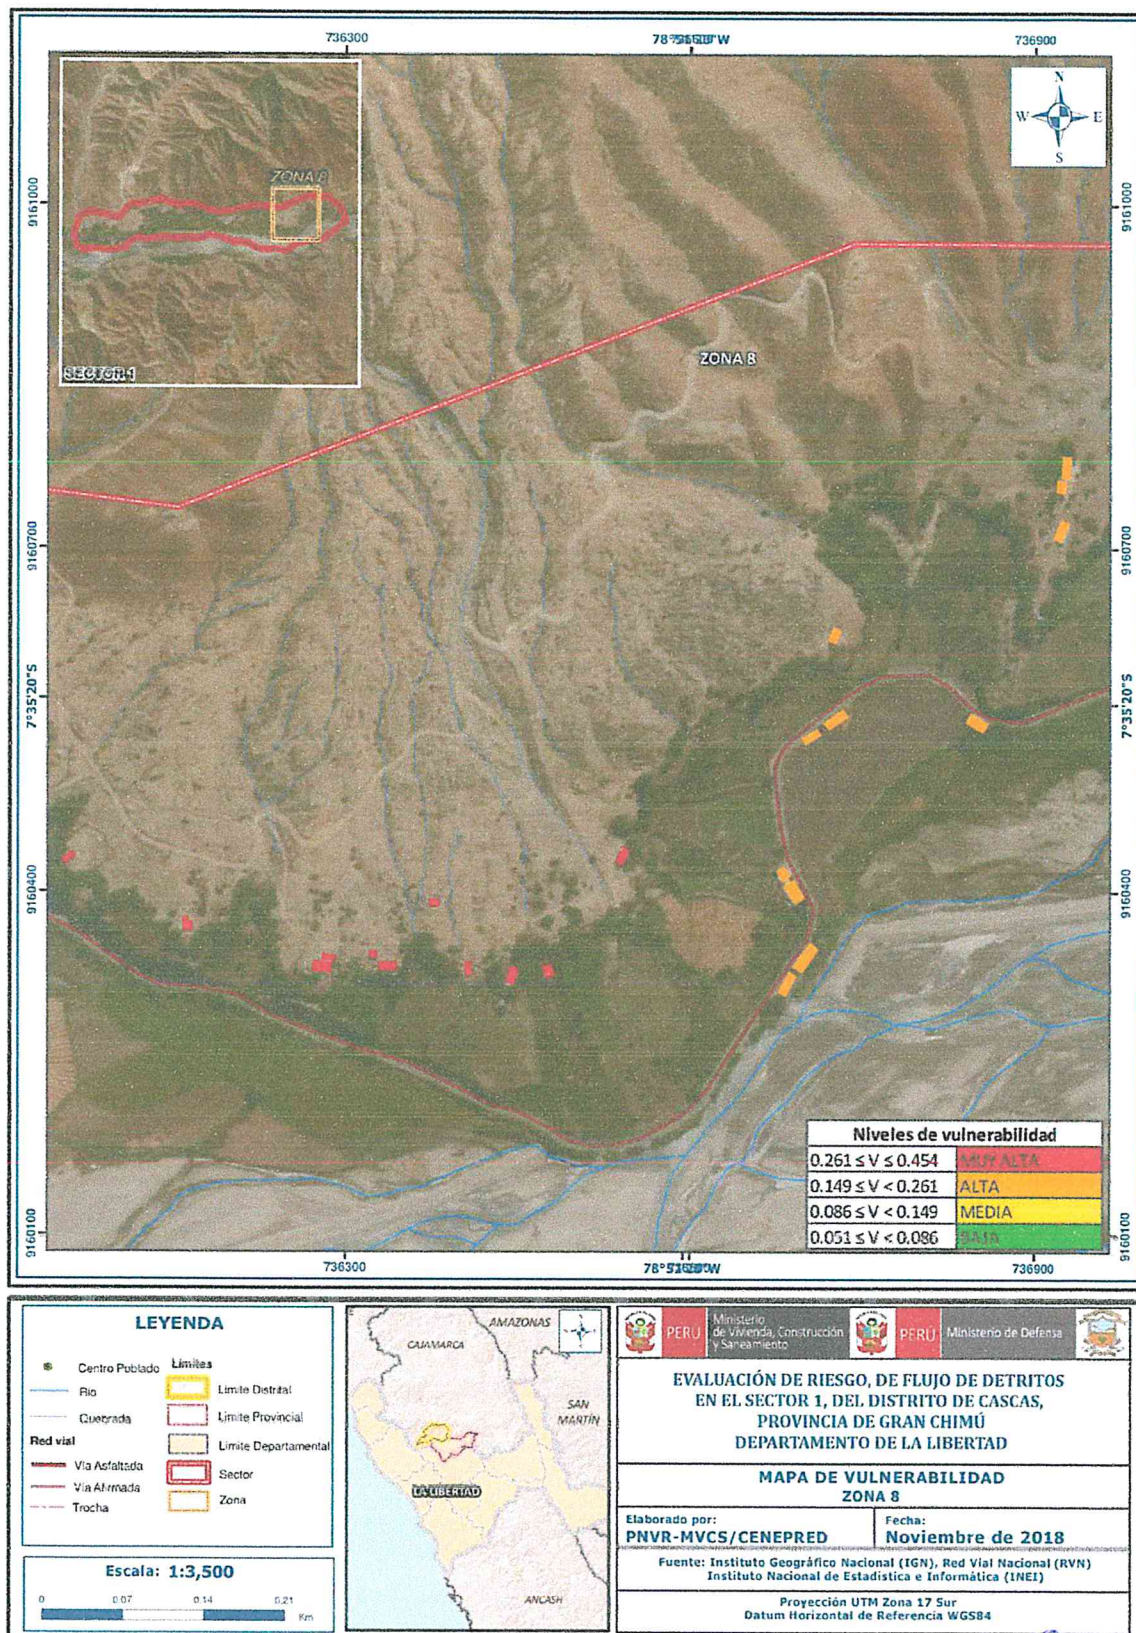 736300
736900
9161000
9161000
N
W
E
S
ZONA 8
SECTOR 1
ZONA 8
9160700
9160700
7°35'20"S
7°35'20"S
9160400
9160400
9160100
9160100
Niveles de vulnerabilidad
0.261 ≤ V ≤ 0.454 MUY ALTA
0.149 ≤ V < 0.261 ALTA
0.086 ≤ V < 0.149 MEDIA
0.051 ≤ V < 0.086 BAJA
736300
736900
LEYENDA
Centro Poblado
Rio
Quebrada
Red vial
Vía Asfaltada
Vía Afirmada
Trocha
Límites
Limite Distrital
Limite Provincial
Limite Departamental
Sector
Zona
Escala: 1:3,500
0 0.07 0.14 0.21
Km
AMAZONAS
CAJAMARCA
SAN
MARTÍN
LA LIBERTAD
ANCASH
PERÚ
Ministerio
de Vivienda, Construcción
y Saneamiento
PERÚ
Ministerio de Defensa
EVALUACIÓN DE RIESGO, DE FLUJO DE DETRITOS
EN EL SECTOR 1, DEL DISTRITO DE CASCAS,
PROVINCIA DE GRAN CHIMÚ
DEPARTAMENTO DE LA LIBERTAD
MAPA DE VULNERABILIDAD
ZONA 8
Elaborado por:
PNVR-MVCS/CENEPRED
Fecha:
Noviembre de 2018
Fuente: Instituto Geográfico Nacional (IGN), Red Vial Nacional (RVN)
Instituto Nacional de Estadística e Informática (INEI)
Proyección UTM Zona 17 Sur
Datum Horizontal de Referencia WGS84